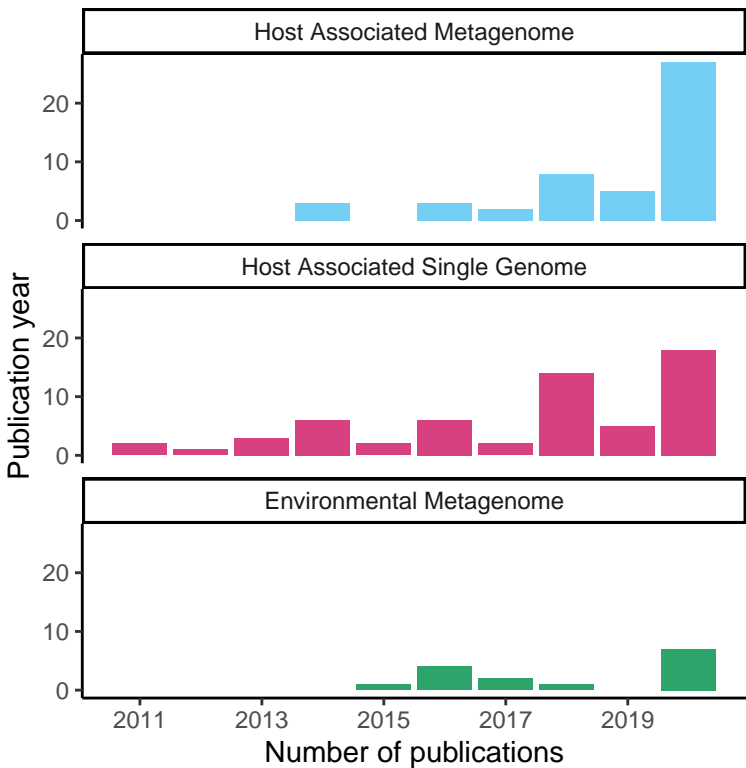 Host Associated Metagenome
20
10
0
Host Associated Single Genome
20
10
0
Environmental Metagenome
20
10
0
2011 2013 2015 2017 2019
Number of publications
Publication year